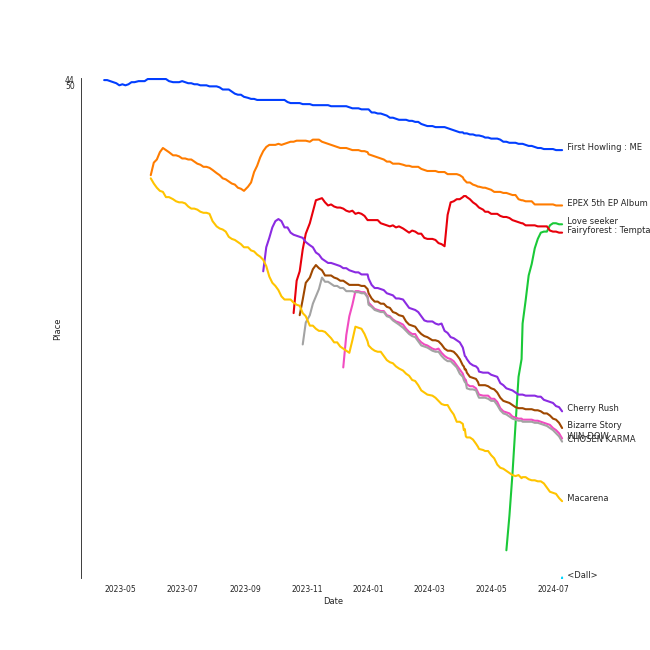 44
50
First Howling : ME
EPEX 5th EP Album
Love seeker
Fairyforest : Tempta
Place
Cherry Rush
Bizarre Story
WIN:DOW
CHOSEN KARMA
Macarena
<Dall>
2023-05 2023-07 2023-09 2023-11 2024-01 2024-03 2024-05 2024-07
Date